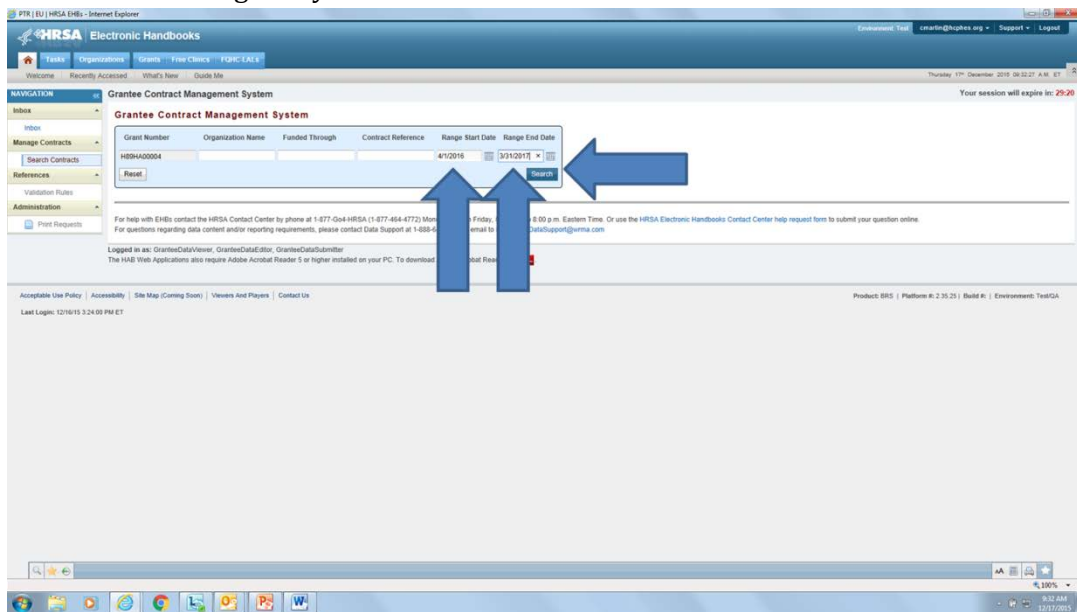 PTR | EU | HRSA EHBs - Internet Explorer
HRSA Electronic Handbooks
Environment: Test cmartin@hcphes.org Support Logout
Tasks Organizations Grants Free Clinics FQHC-LALs
Welcome Recently Accessed What's New Guide Me
Thursday 17th December 2015 09:32:27 A.M. ET
NAVIGATION
Grantee Contract Management System
Your session will expire in: 29:20
Inbox
Inbox
Manage Contracts
Search Contracts
References
Validation Rules
Administration
Print Requests
Grantee Contract Management System
Grant Number Organization Name Funded Through Contract Reference Range Start Date Range End Date
H89HA00004 4/1/2016 3/31/2017
Reset Search
For help with EHBs contact the HRSA Contact Center by phone at 1-877-Go4-HRSA (1-877-464-4772) Friday, 8:00 p.m. Eastern Time. Or use the HRSA Electronic Handbooks Contact Center help request form to submit your question online.
For questions regarding data content and/or reporting requirements, please contact Data Support at 1-888- email to DataSupport@wrma.com
Logged in as: GranteeDataViewer, GranteeDataEditor, GranteeDataSubmitter
The HAB Web Applications also require Adobe Acrobat Reader 5 or higher installed on your PC. To download
Acceptable Use Policy | Accessibility | Site Map (Coming Soon) | Viewers And Players | Contact Us
Product: BRS | Platform #: 2.35.25 | Build #: | Environment: Test/QA
Last Login: 12/16/15 3:24:00 PM ET
100%
9:32 AM
12/17/2015